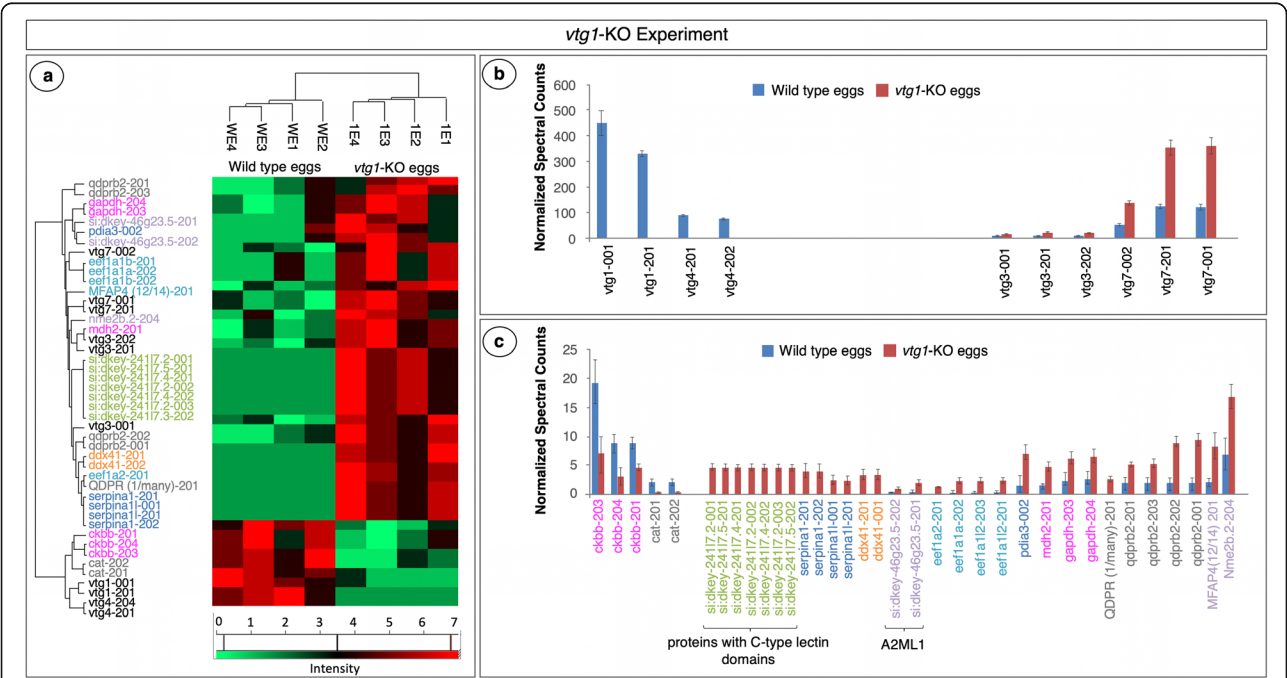 vtg1-KO Experiment
a
WE4
WE3
WE1
WE2
1E4
1E3
1E2
1E1
Wild type eggs
vtg1-KO eggs
qdprb2-201
qdprb2-203
gapdh-204
gapdh-203
si:dkey-46g23.5-201
pdia3-002
si:dkey-46g23.5-202
vtg7-002
eef1a1b-201
eef1a1a-202
eef1a1b-202
MFAP4 (12/14)-201
vtg7-001
vtg7-201
nme2b.2-204
mdh2-201
vtg3-202
vtg3-201
si:dkey-241l7.2-001
si:dkey-241l7.5-201
si:dkey-241l7.4-201
si:dkey-241l7.2-002
si:dkey-241l7.4-202
si:dkey-241l7.2-003
si:dkey-241l7.3-202
vtg3-001
qdprb2-202
qdprb2-001
ddx41-201
ddx41-202
eef1a2-201
QDPR (1/many)-201
serpina1-201
serpina1l-001
serpina1l-201
serpina1-202
ckbb-201
ckbb-204
ckbb-203
cat-202
cat-201
vtg1-001
vtg1-201
vtg4-204
vtg4-201
0 1 2 3 4 5 6 7
Intensity
b
Normalized Spectral Counts
600
500
400
300
200
100
0
Wild type eggs
vtg1-KO eggs
vtg1-001
vtg1-201
vtg4-201
vtg4-202
vtg3-001
vtg3-201
vtg3-202
vtg7-002
vtg7-201
vtg7-001
c
Normalized Spectral Counts
25
20
15
10
5
0
Wild type eggs
vtg1-KO eggs
ckbb-203
ckbb-204
ckbb-201
cat-201
cat-202
si:dkey-241l7.2-001
si:dkey-241l7.5-201
si:dkey-241l7.4-201
si:dkey-241l7.2-002
si:dkey-241l7.4-202
si:dkey-241l7.2-003
si:dkey-241l7.5-202
serpina1-201
serpina1-202
serpina1l-001
serpina1l-201
ddx41-201
ddx41-001
si:dkey-46g23.5-202
si:dkey-46g23.5-201
eef1a2-201
eef1a1a-202
eef1a1l2-203
eef1a1l2-201
pdia3-002
mdh2-201
gapdh-203
gapdh-204
QDPR (1/many)-201
qdprb2-201
qdprb2-203
qdprb2-202
qdprb2-001
MFAP4(12/14) 201
Nme2b.2-204
proteins with C-type lectin
domains
A2ML1